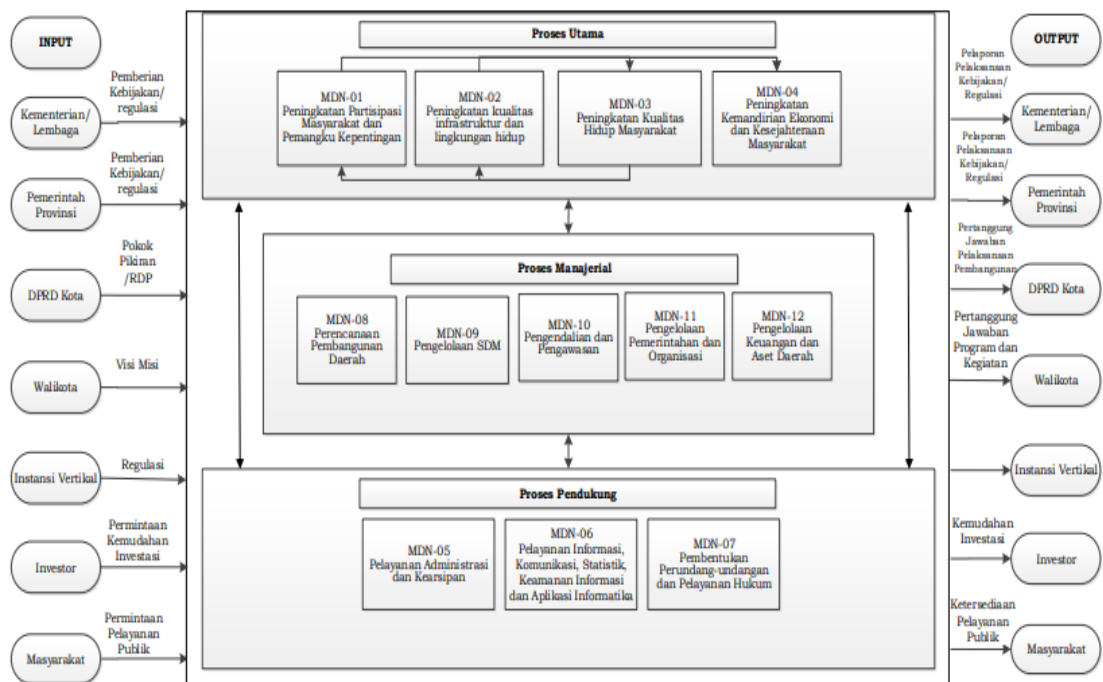 INPUT
Pemberian
Kebijakan/
regulasi
Kementerian/
Lembaga
Pemberian
Kebijakan/
regulasi
Pemerintah
Provinsi
Pokok
Pikiran
/RDP
DPRD Kota
Visi Misi
Walikota
Regulasi
Instansi Vertikal
Permintaan
Kemudahan
Investasi
Investor
Permintaan
Pelayanan
Publik
Masyarakat
Proses Utama
MDN-01
Peningkatan Partisipasi
Masyarakat dan
Pemangku Kepentingan
MDN-02
Peningkatan kualitas
infrastruktur dan
lingkungan hidup
MDN-03
Peningkatan Kualitas
Hidup Masyarakat
MDN-04
Peningkatan
Kemandirian Ekonomi
dan Kesejahteraan
Masyarakat
Proses Manajerial
MDN-08
Perencanaan
Pembangunan
Daerah
MDN-09
Pengelolaan SDM
MDN-10
Pengendalian dan
Pengawasan
MDN-11
Pengelolaan
Pemerintahan dan
Organisasi
MDN-12
Pengelolaan
Keuangan dan
Aset Daerah
Proses Pendukung
MDN-05
Pelayanan Administrasi
dan Kearsipan
MDN-06
Pelayanan Informasi,
Komunikasi, Statistik,
Keamanan Informasi
dan Aplikasi Informatika
MDN-07
Pembentukan
Perundang-undangan
dan Pelayanan Hukum
OUTPUT
Pelaporan
Pelaksanaan
Kebijakan/
Regulasi
Kementerian/
Lembaga
Pelaporan
Pelaksanaan
Kebijakan/
Regulasi
Pemerintah
Provinsi
Pertanggung
Jawaban
Pelaksanaan
Pembangunan
DPRD Kota
Pertanggung
Jawaban
Program dan
Kegiatan
Walikota
Instansi Vertikal
Kemudahan
Investasi
Investor
Ketersediaan
Pelayanan
Publik
Masyarakat